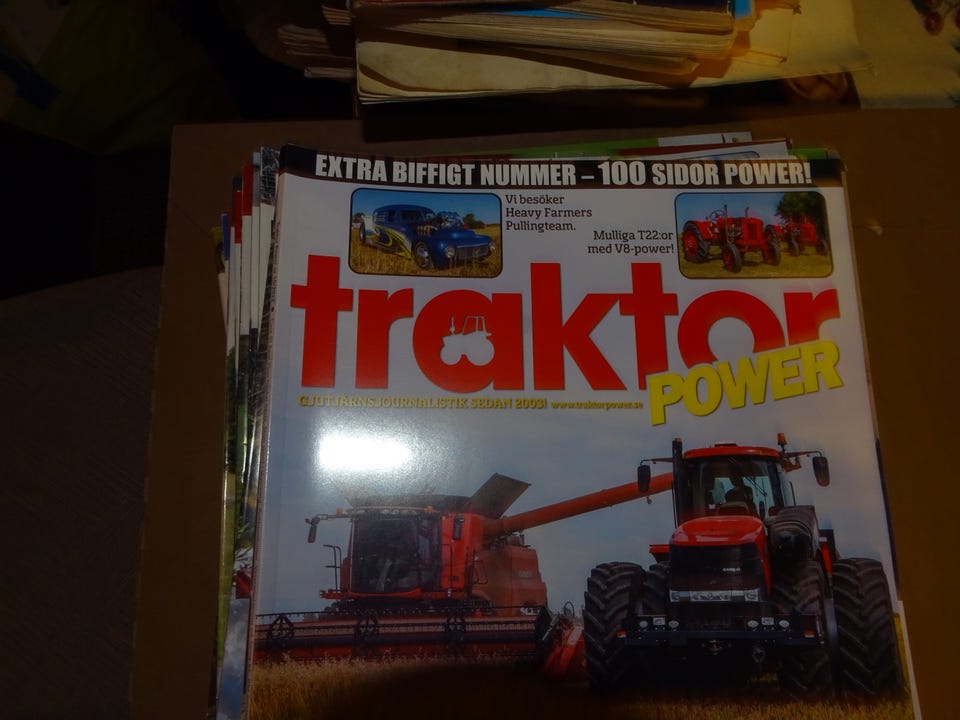 EXTRA BIFFIGT NUMMER – 100 SIDOR POWER!
Vi besöker
Heavy Farmers
Pullingteam.
Mulliga T22:or
med V8-power!
traktor
POWER
GJUTJÄRNSJOURNALISTIK SEDAN 2003! www.traktorpower.se